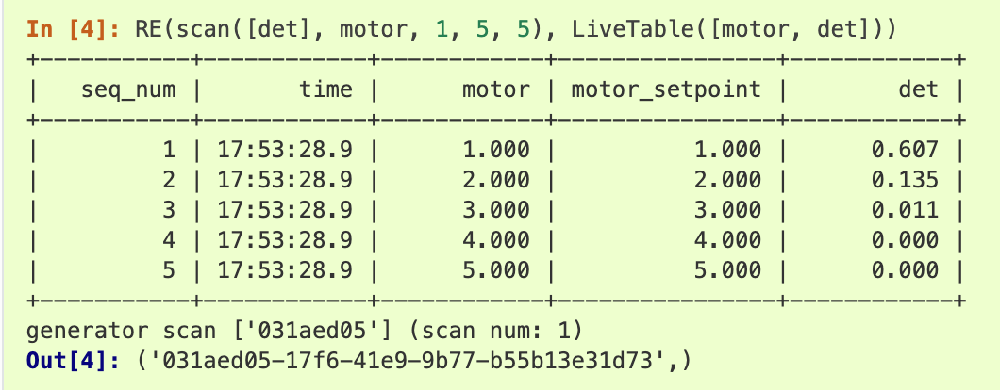 In [4]: RE(scan([det], motor, 1, 5, 5), LiveTable([motor, det]))
+-----------+------------+------------+----------------+------------+
|   seq_num |       time |      motor | motor_setpoint |        det |
+-----------+------------+------------+----------------+------------+
|         1 | 17:53:28.9 |      1.000 |          1.000 |      0.607 |
|         2 | 17:53:28.9 |      2.000 |          2.000 |      0.135 |
|         3 | 17:53:28.9 |      3.000 |          3.000 |      0.011 |
|         4 | 17:53:28.9 |      4.000 |          4.000 |      0.000 |
|         5 | 17:53:28.9 |      5.000 |          5.000 |      0.000 |
+-----------+------------+------------+----------------+------------+
generator scan ['031aed05'] (scan num: 1)
Out[4]: ('031aed05-17f6-41e9-9b77-b55b13e31d73',)